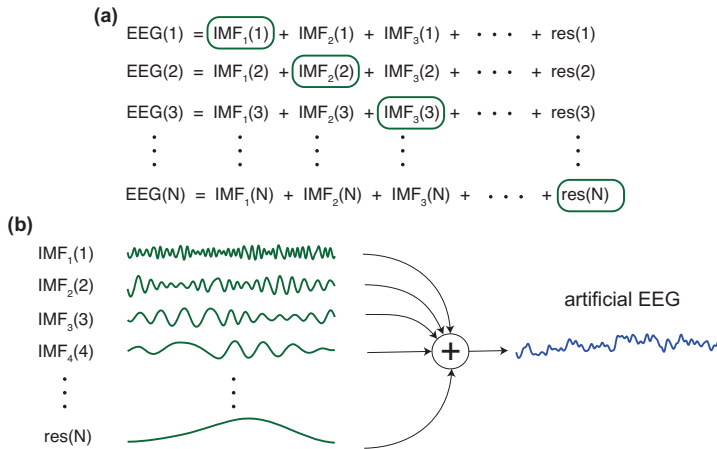 (a)
EEG(1) = IMF₁(1) + IMF₂(1) + IMF₃(1) + · · · + res(1)
EEG(2) = IMF₁(2) + IMF₂(2) + IMF₃(2) + · · · + res(2)
EEG(3) = IMF₁(3) + IMF₂(3) + IMF₃(3) + · · · + res(3)
EEG(N) = IMF₁(N) + IMF₂(N) + IMF₃(N) + · · · + res(N)
(b)
IMF₁(1)
IMF₂(2)
IMF₃(3)
IMF₄(4)
res(N)
+
artificial EEG